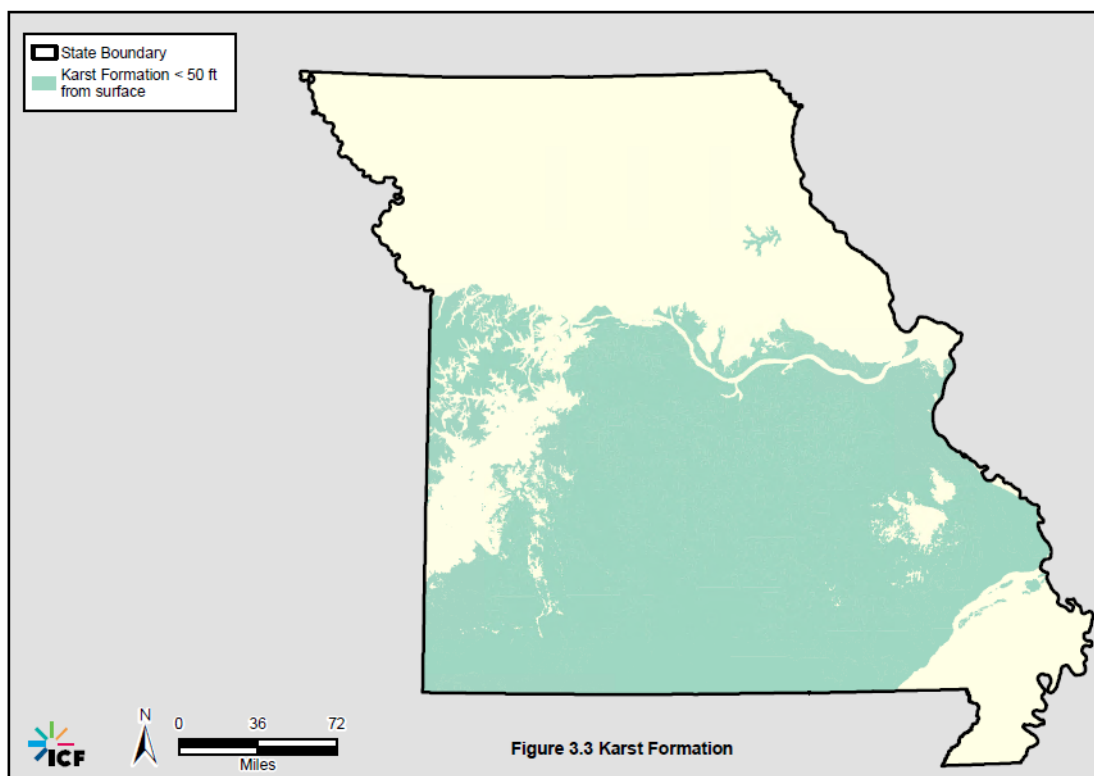 State Boundary
Karst Formation < 50 ft
from surface
ICF
N
0 36 72
Miles
Figure 3.3 Karst Formation